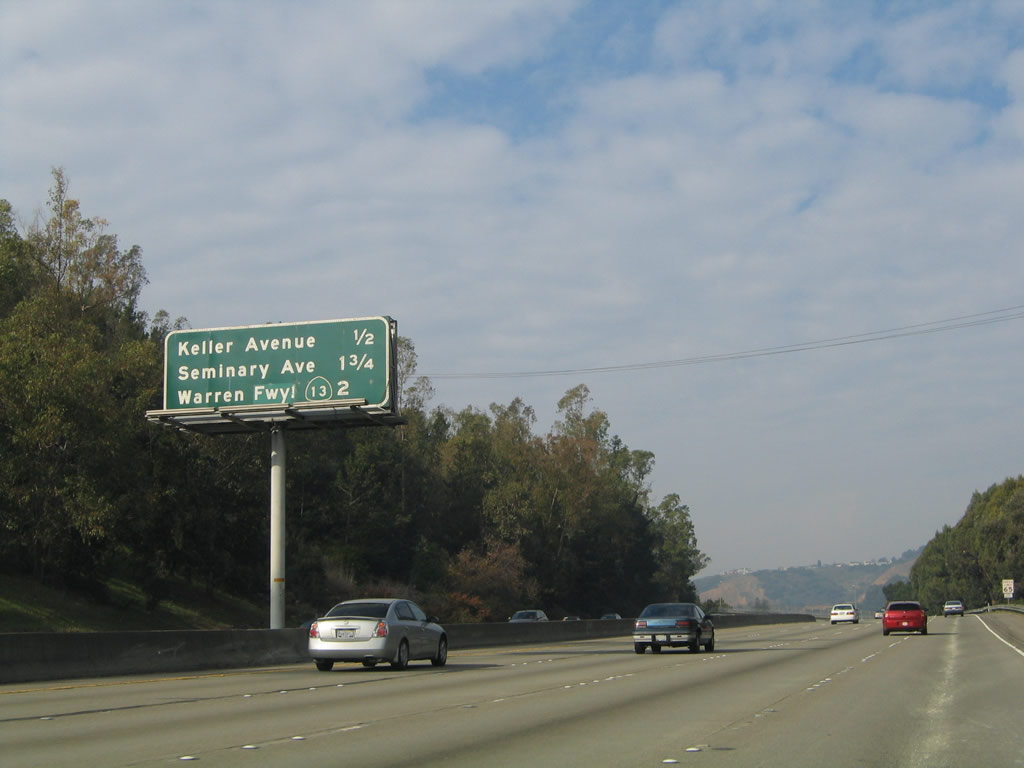 Keller Avenue 1/2
Seminary Ave 1 3/4
Warren Fwy! 13 2